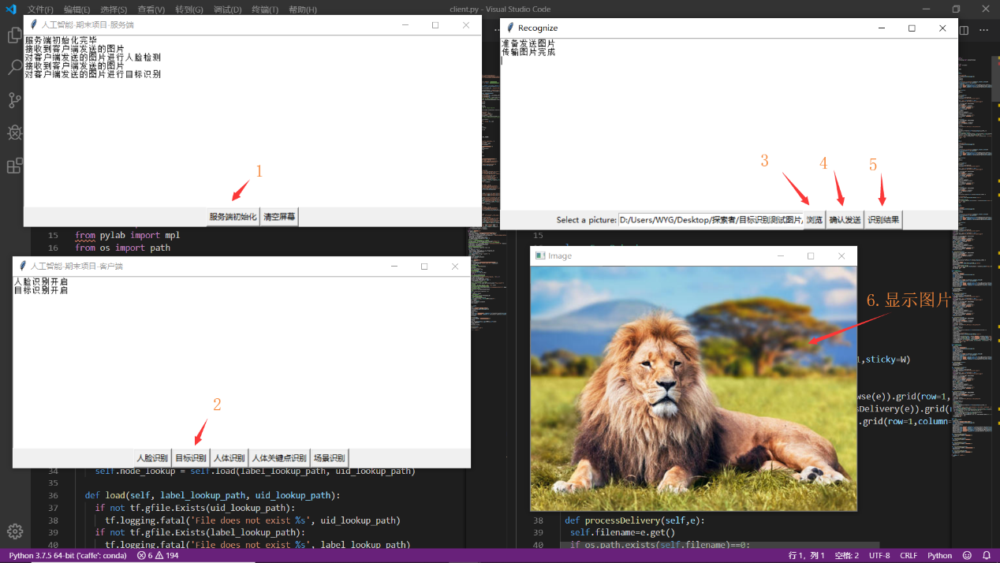 文件(F) 编辑(E) 选择(S) 查看(V) 转到(G) 调试(D) 终端(T) 帮助(H)
client.py - Visual Studio Code
人工智能-期末项目-服务端
服务端初始化完毕
接收到客户端发送的图片
对客户端发送的图片进行人脸检测
接收到客户端发送的图片
对客户端发送的图片进行目标识别
1
服务端初始化 清空屏幕
Recognize
准备发送图片
传输图片完成
3
4
5
Select a picture: D:/Users/WYG/Desktop/探索者/目标识别测试图片/ 浏览 确认发送 识别结果
15 from pylab import mpl
16 from os import path
15
人工智能-期末项目-客户端
人脸识别开启
目标识别开启
2
人脸识别 目标识别 人体识别 人体关键点识别 场景识别
Image
6.显示图片
1,sticky=W)
wse(e)).grid(row=1,
sDelivery(e)).grid(
.grid(row=1,column=
34 self.node_lookup = self.load(label_lookup_path, uid_lookup_path)
35
36 def load(self, label_lookup_path, uid_lookup_path):
37 if not tf.gfile.Exists(uid_lookup_path):
38 tf.logging.fatal('File does not exist %s', uid_lookup_path)
39 if not tf.gfile.Exists(label_lookup_path):
40 tf.logging.fatal('File does not exist %s', label_lookup_path)
38 def processDelivery(self,e):
39 self.filename=e.get()
40 if os.path.exists(self.filename)==0:
Python 3.7.5 64-bit ('caffe': conda) 6 194
行 1, 列 1 空格: 2 UTF-8 CRLF Python